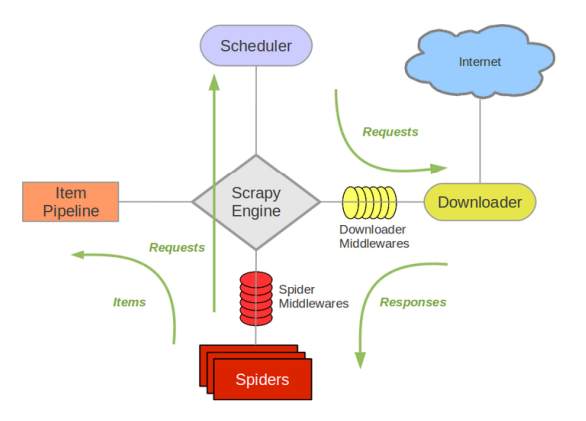 Scheduler
Internet
Requests
Item
Pipeline
Scrapy
Engine
Downloader
Downloader
Middlewares
Requests
Items
Spider
Middlewares
Responses
Spiders